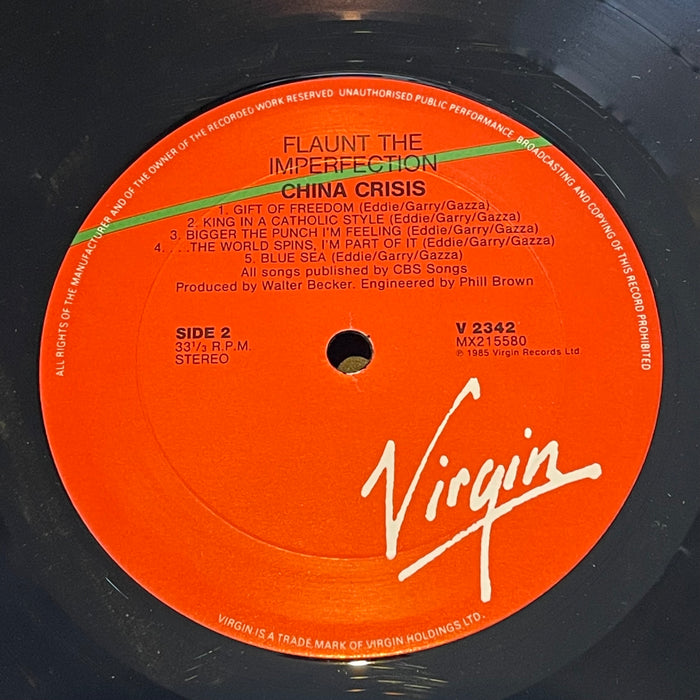 ALL RIGHTS OF THE MANUFACTURER AND OF THE OWNER OF THE RECORDED WORK RESERVED. UNAUTHORISED PUBLIC PERFORMANCE, BROADCASTING AND COPYING OF THIS RECORD PROHIBITED
FLAUNT THE
IMPERFECTION
CHINA CRISIS
1. GIFT OF FREEDOM (Eddie/Garry/Gazza)
2. KING IN A CATHOLIC STYLE (Eddie/Garry/Gazza)
3. BIGGER THE PUNCH I'M FEELING (Eddie/Garry/Gazza)
4. . . .THE WORLD SPINS, I'M PART OF IT (Eddie/Garry/Gazza)
5. BLUE SEA (Eddie/Garry/Gazza)
All songs published by CBS Songs
Produced by Walter Becker. Engineered by Phill Brown
SIDE 2
33⅓ R.P.M.
STEREO
V 2342
MX215580
℗ 1985 Virgin Records Ltd
Virgin
VIRGIN IS A TRADE MARK OF VIRGIN HOLDINGS LTD.